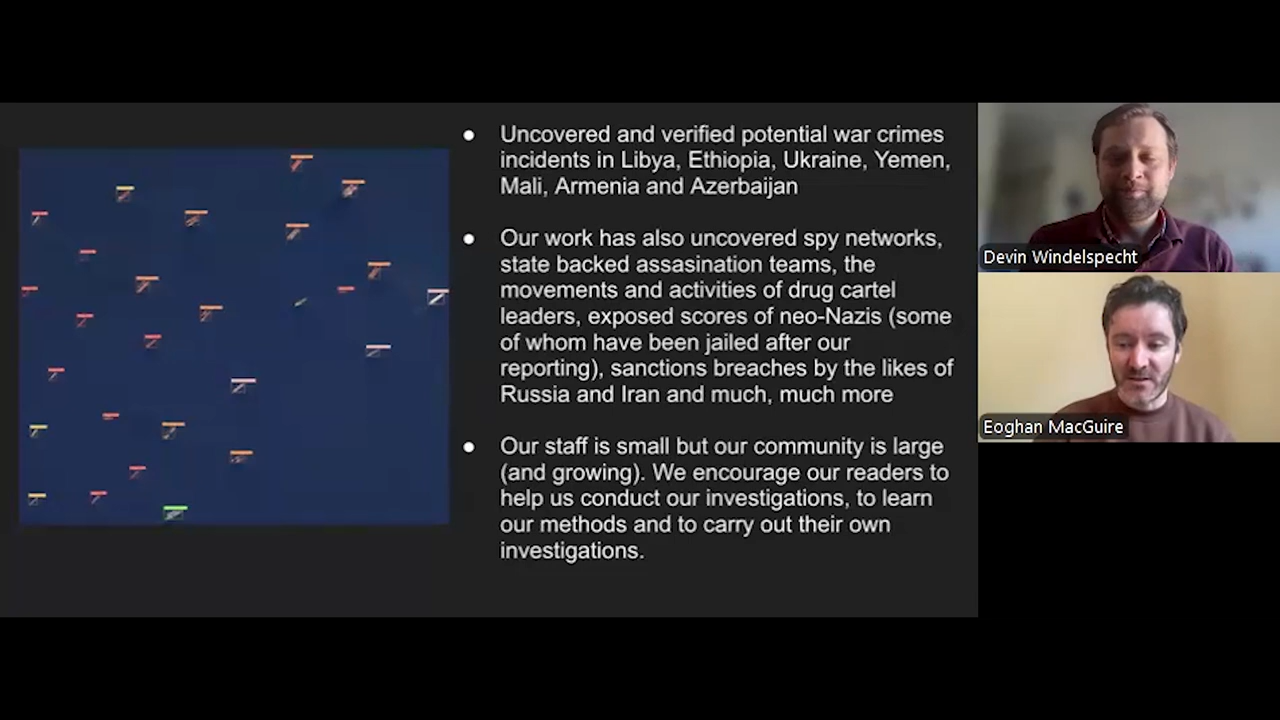 Uncovered and verified potential war crimes
incidents in Libya, Ethiopia, Ukraine, Yemen,
Mali, Armenia and Azerbaijan
Our work has also uncovered spy networks,
state backed assasination teams, the
movements and activities of drug cartel
leaders, exposed scores of neo-Nazis (some
of whom have been jailed after our
reporting), sanctions breaches by the likes of
Russia and Iran and much, much more
Our staff is small but our community is large
(and growing). We encourage our readers to
help us conduct our investigations, to learn
our methods and to carry out their own
investigations.
Devin Windelspecht
Eoghan MacGuire